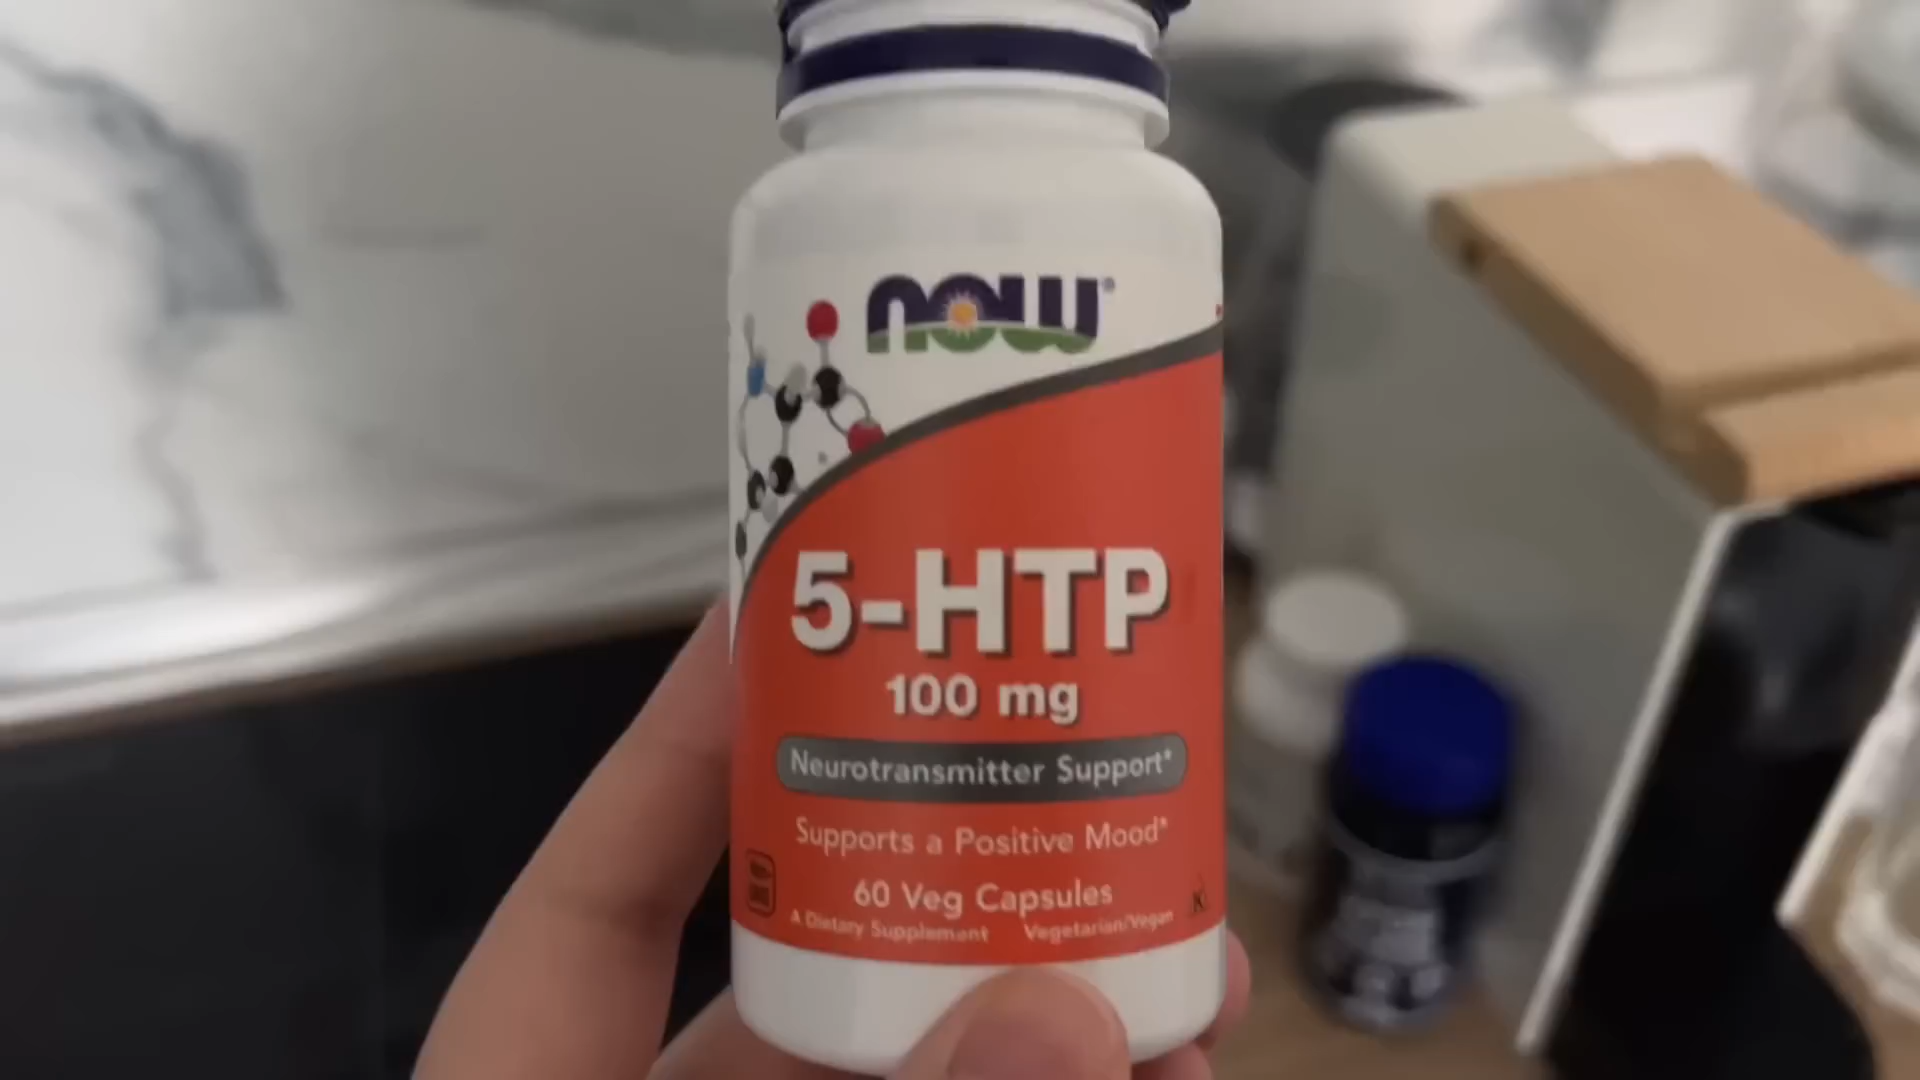 NOW
5-HTP
100 mg
Neurotransmitter Support*
Supports a Positive Mood*
60 Veg Capsules
A Dietary Supplement Vegetarian/Vegan
K